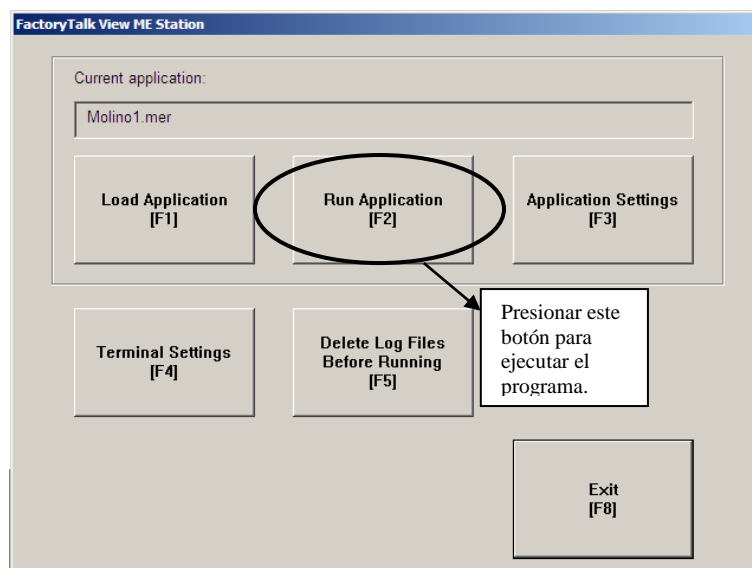 FactoryTalk View ME Station
Current application:
Molino1.mer
Load Application
[F1]
Run Application
[F2]
Application Settings
[F3]
Terminal Settings
[F4]
Delete Log Files
Before Running
[F5]
Presionar este
botón para
ejecutar el
programa.
Exit
[F8]